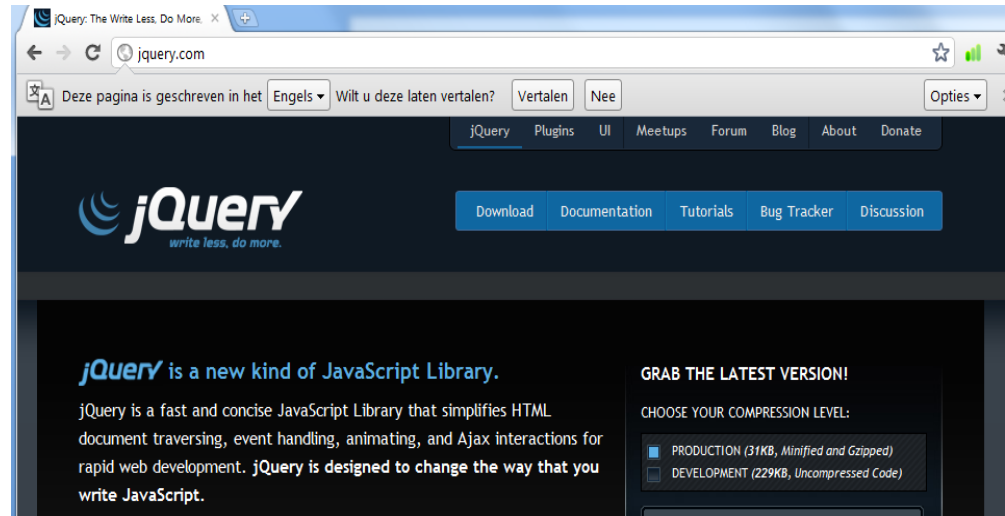 jQuery: The Write Less, Do More,
jquery.com
Deze pagina is geschreven in het Engels Wilt u deze laten vertalen? Vertalen Nee Opties
jQuery Plugins UI Meetups Forum Blog About Donate
jQuery
write less, do more.
Download Documentation Tutorials Bug Tracker Discussion
jQuery is a new kind of JavaScript Library.
jQuery is a fast and concise JavaScript Library that simplifies HTML
document traversing, event handling, animating, and Ajax interactions for
rapid web development. jQuery is designed to change the way that you
write JavaScript.
GRAB THE LATEST VERSION!
CHOOSE YOUR COMPRESSION LEVEL:
PRODUCTION (31KB, Minified and Gzipped)
DEVELOPMENT (229KB, Uncompressed Code)